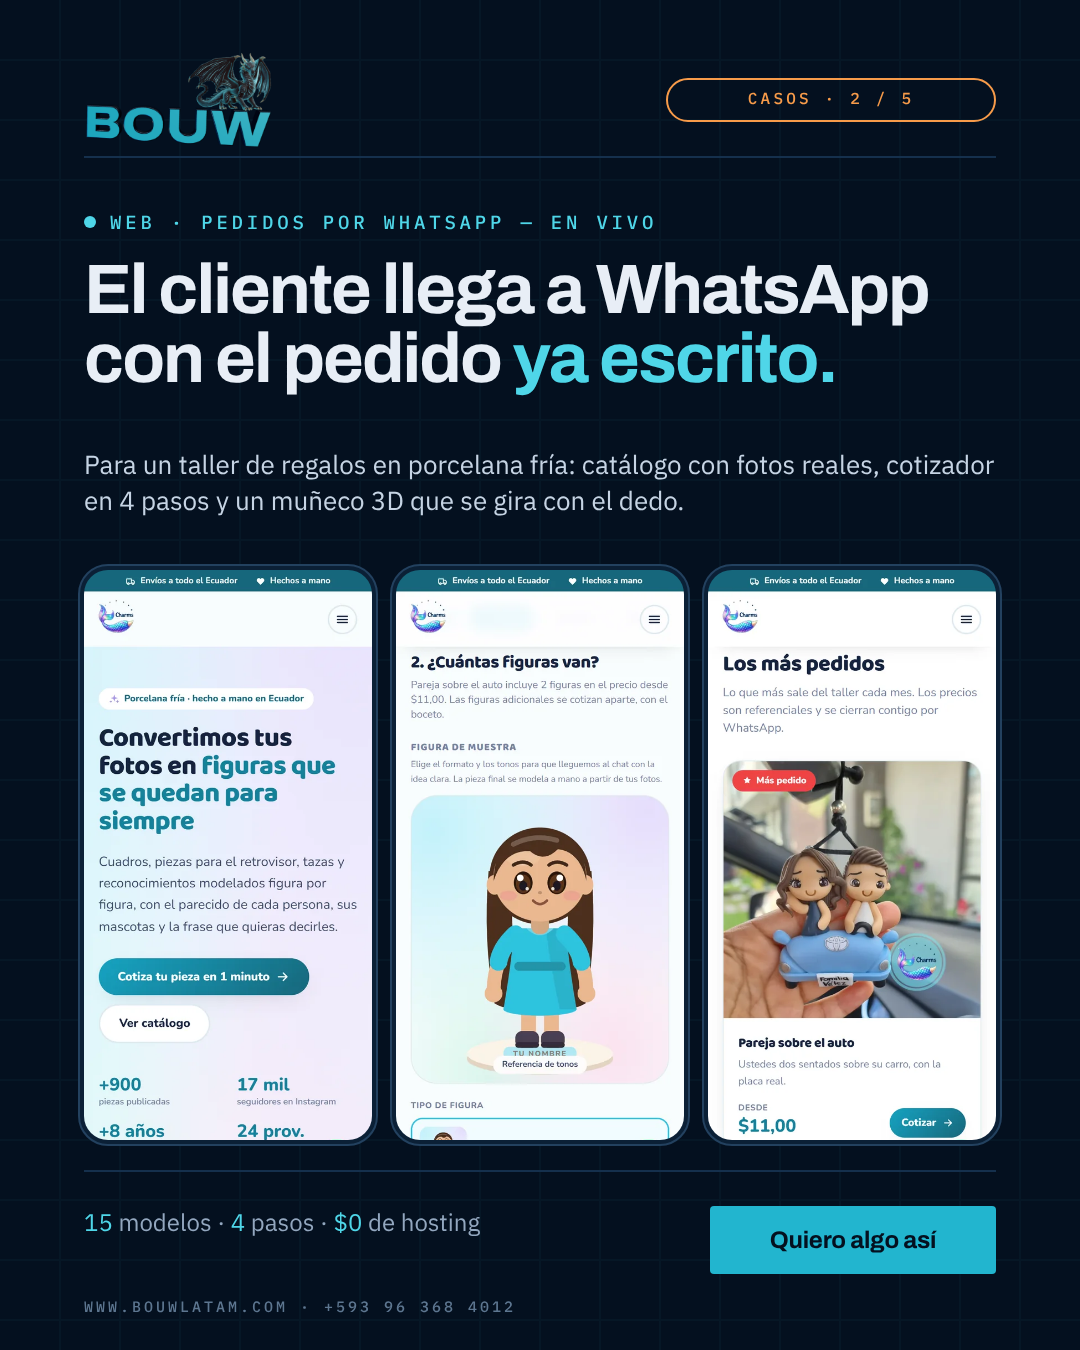 BOUW
CASOS · 2 / 5
WEB · PEDIDOS POR WHATSAPP — EN VIVO
El cliente llega a WhatsApp
con el pedido ya escrito.
Para un taller de regalos en porcelana fría: catálogo con fotos reales, cotizador
en 4 pasos y un muñeco 3D que se gira con el dedo.
Envíos a todo el Ecuador Hechos a mano
Charms
Porcelana fría · hecho a mano en Ecuador
Convertimos tus
fotos en figuras que
se quedan para
siempre
Cuadros, piezas para el retrovisor, tazas y
reconocimientos modelados figura por
figura, con el parecido de cada persona, sus
mascotas y la frase que quieras decirles.
Cotiza tu pieza en 1 minuto →
Ver catálogo
+900 17 mil
piezas publicadas seguidores en Instagram
+8 años 24 prov.
Envíos a todo el Ecuador Hechos a mano
Charms
2. ¿Cuántas figuras van?
Pareja sobre el auto incluye 2 figuras en el precio desde
$11,00. Las figuras adicionales se cotizan aparte, con el
boceto.
FIGURA DE MUESTRA
Elige el formato y los tonos para que lleguemos al chat con la
idea clara. La pieza final se modela a mano a partir de tus fotos.
TU NOMBRE
Referencia de tonos
TIPO DE FIGURA
Envíos a todo el Ecuador Hechos a mano
Charms
Los más pedidos
Lo que más sale del taller cada mes. Los precios
son referenciales y se cierran contigo por
WhatsApp.
Más pedido
Charms
Familia
Vélez
Pareja sobre el auto
Ustedes dos sentados sobre su carro, con la
placa real.
DESDE
$11,00
Cotizar →
15 modelos · 4 pasos · $0 de hosting
Quiero algo así
WWW.BOUWLATAM.COM · +593 96 368 4012